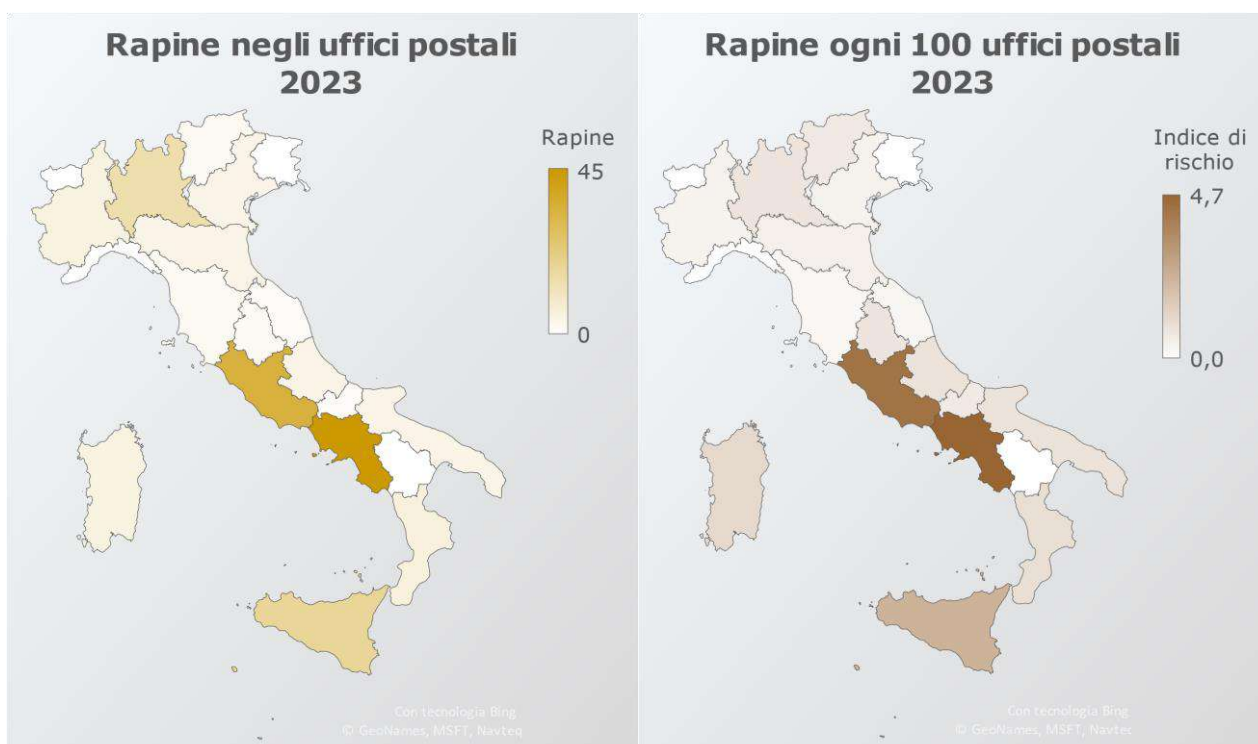 Rapine negli uffici postali
2023
Rapine
45
0
Con tecnologia Bing
© GeoNames, MSFT, Navteq
Rapine ogni 100 uffici postali
2023
Indice di
rischio
4,7
0,0
Con tecnologia Bing
© GeoNames, MSFT, Navteq